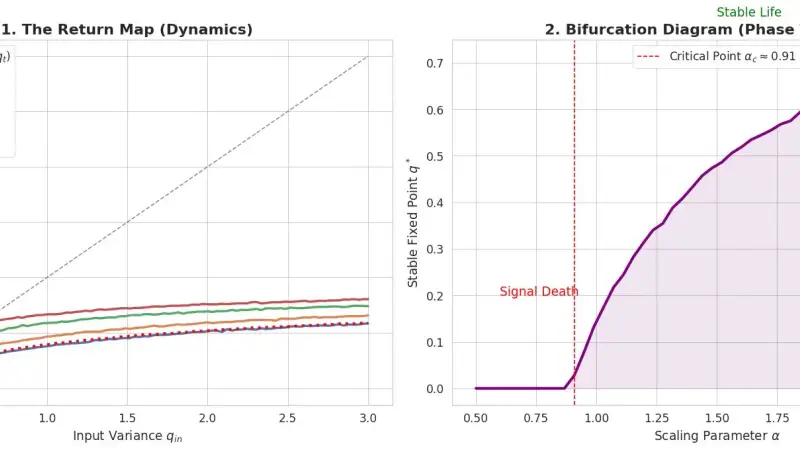 Stable Life
1. The Return Map (Dynamics)
2. Bifurcation Diagram (Phase
q_t)
Critical Point α_c ≈ 0.91
0.7
0.6
0.5
0.4
0.3
0.2
0.1
0.0
Stable Fixed Point q*
Signal Death
1.0 1.5 2.0 2.5 3.0
Input Variance q_in
0.50 0.75 1.00 1.25 1.50 1.75
Scaling Parameter α